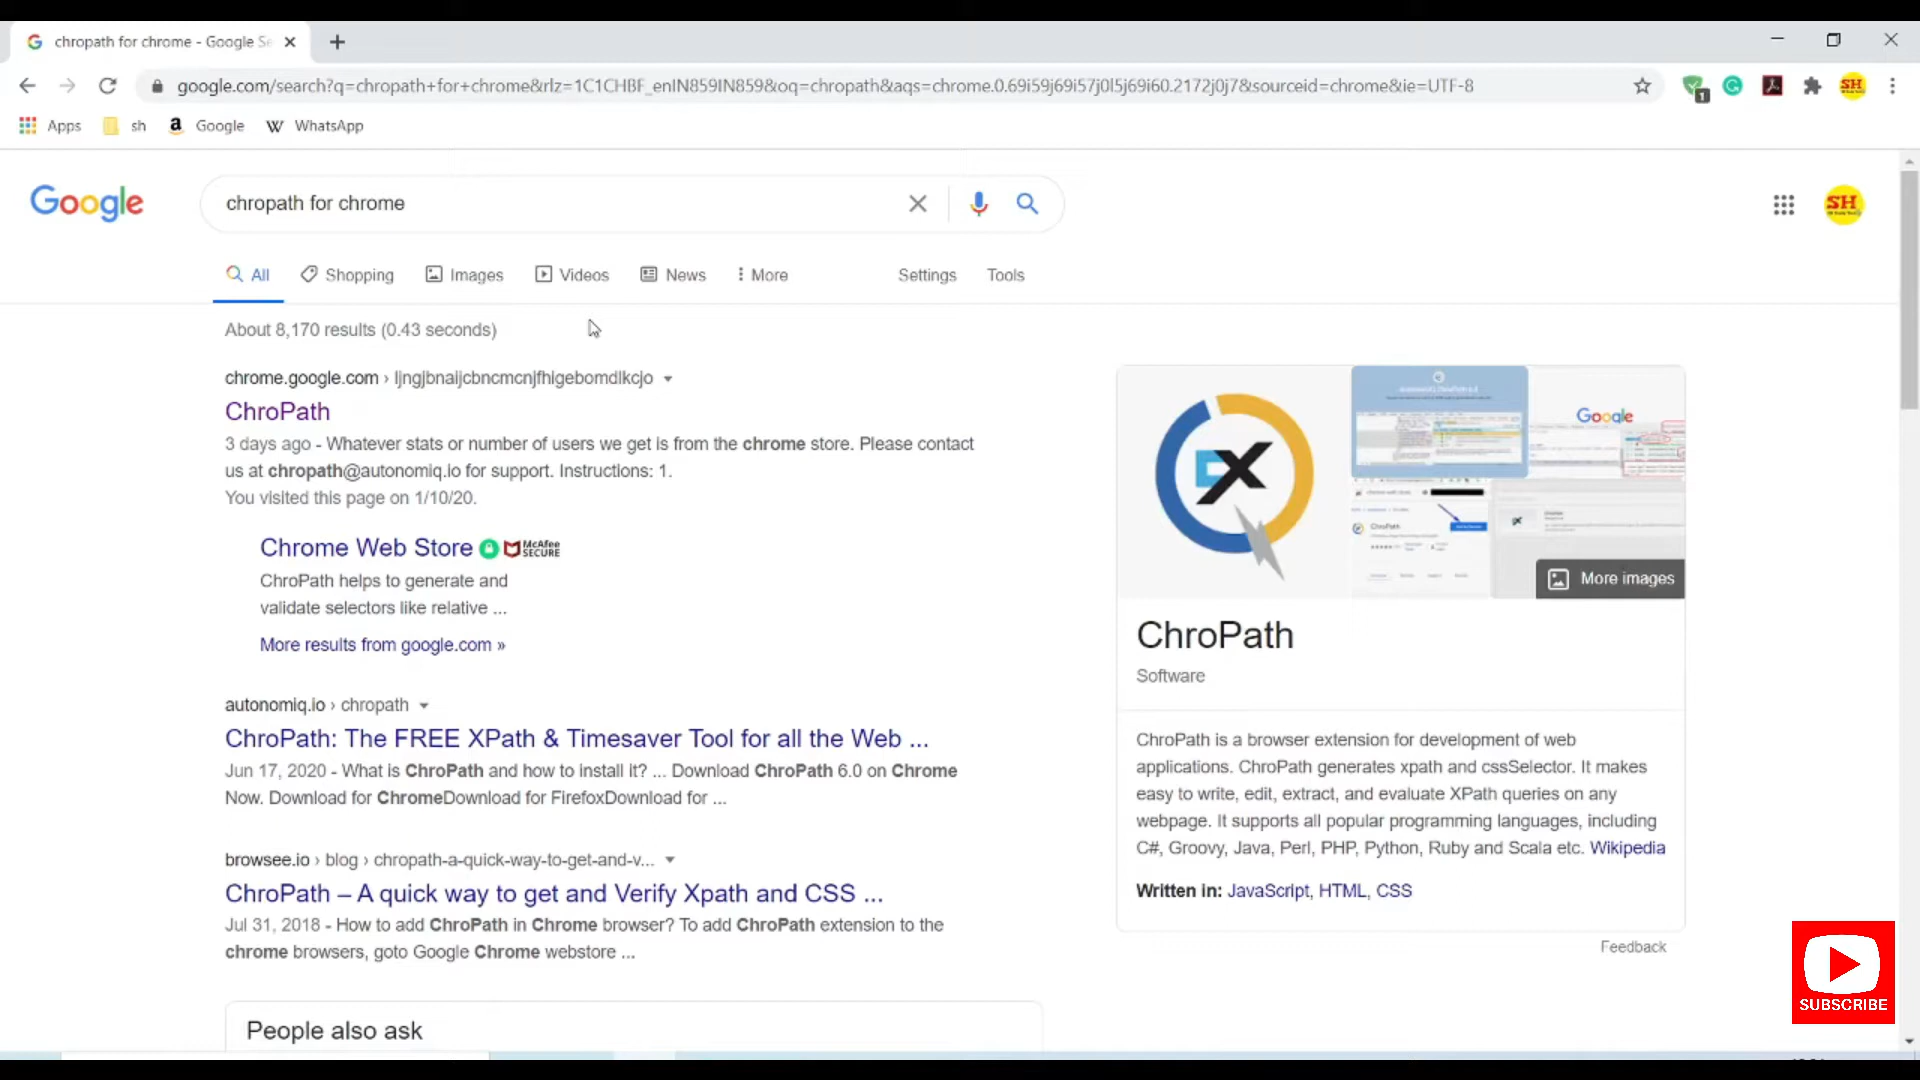 chropath for chrome - Google Se
google.com/search?q=chropath+for+chrome&rlz=1C1CHBF_enIN859IN859&oq=chropath&aqs=chrome.0.69i59j69i57j0l5j69i60.2172j0j7&sourceid=chrome&ie=UTF-8
1
SH
Apps
sh
Google
WhatsApp
Google
chropath for chrome
SH
All
Shopping
Images
Videos
News
More
Settings
Tools
About 8,170 results (0.43 seconds)
chrome.google.com › ljngjbnaijcbncmcnjfhigebomdlkcjo
ChroPath
3 days ago - Whatever stats or number of users we get is from the chrome store. Please contact
us at chropath@autonomiq.io for support. Instructions: 1.
You visited this page on 1/10/20.
Chrome Web Store
McAfee
SECURE
ChroPath helps to generate and
validate selectors like relative ...
More results from google.com »
autonomiq.io › chropath
ChroPath: The FREE XPath & Timesaver Tool for all the Web ...
Jun 17, 2020 - What is ChroPath and how to install it? ... Download ChroPath 6.0 on Chrome
Now. Download for ChromeDownload for FirefoxDownload for ...
browsee.io › blog › chropath-a-quick-way-to-get-and-v...
ChroPath – A quick way to get and Verify Xpath and CSS ...
Jul 31, 2018 - How to add ChroPath in Chrome browser? To add ChroPath extension to the
chrome browsers, goto Google Chrome webstore ...
People also ask
Google
ChroPath
More images
ChroPath
Software
ChroPath is a browser extension for development of web
applications. ChroPath generates xpath and cssSelector. It makes
easy to write, edit, extract, and evaluate XPath queries on any
webpage. It supports all popular programming languages, including
C#, Groovy, Java, Perl, PHP, Python, Ruby and Scala etc. Wikipedia
Written in: JavaScript, HTML, CSS
Feedback
SUBSCRIBE